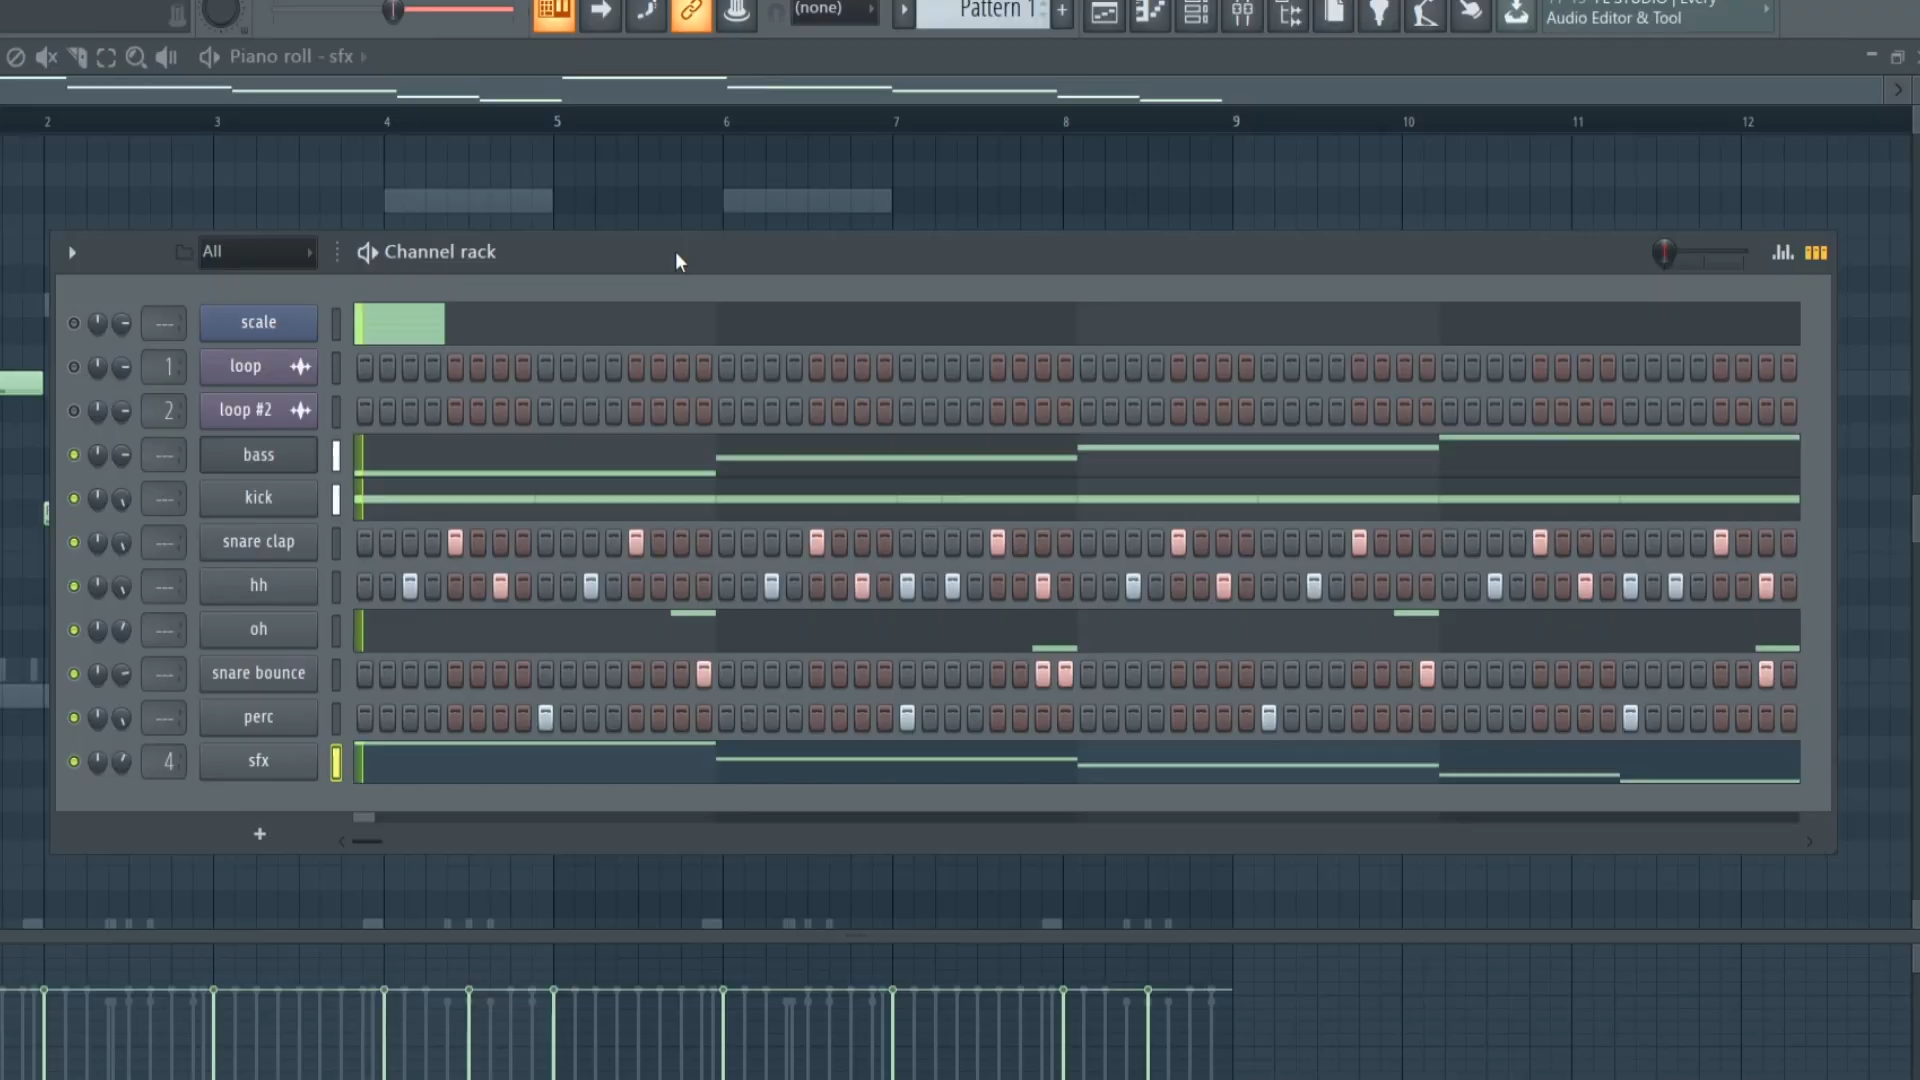 (none)
Pattern 1
+
Audio Editor & Tool
Piano roll - sfx
2 3 4 5 6 7 8 9 10 11 12
All
Channel rack
--- scale
1 loop
2 loop #2
--- bass
--- kick
--- snare clap
--- hh
--- oh
--- snare bounce
--- perc
4 sfx
+